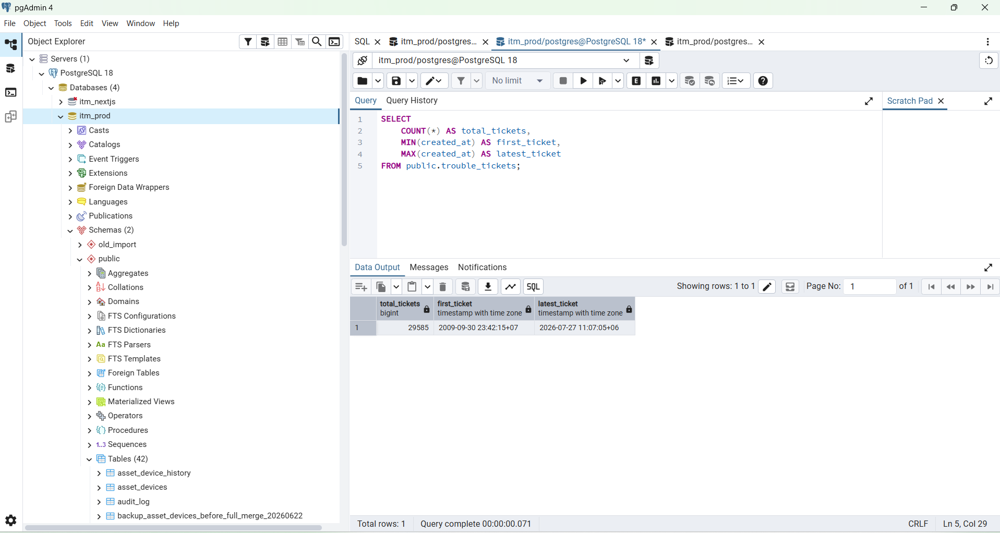 pgAdmin 4
File Object Tools Edit View Window Help
Object Explorer
Servers (1)
PostgreSQL 18
Databases (4)
itm_nextjs
itm_prod
Casts
Catalogs
Event Triggers
Extensions
Foreign Data Wrappers
Languages
Publications
Schemas (2)
old_import
public
Aggregates
Collations
Domains
FTS Configurations
FTS Dictionaries
Aa FTS Parsers
FTS Templates
Foreign Tables
Functions
Materialized Views
Operators
Procedures
1..3 Sequences
Tables (42)
asset_device_history
asset_devices
audit_log
backup_asset_devices_before_full_merge_20260622
SQL itm_prod/postgres... itm_prod/postgres@PostgreSQL 18* itm_prod/postgres...
itm_prod/postgres@PostgreSQL 18
No limit E
Query Query History
Scratch Pad
1 SELECT
2 COUNT(*) AS total_tickets,
3 MIN(created_at) AS first_ticket,
4 MAX(created_at) AS latest_ticket
5 FROM public.trouble_tickets;
Data Output Messages Notifications
SQL Showing rows: 1 to 1 Page No: 1 of 1
total_tickets first_ticket latest_ticket
bigint timestamp with time zone timestamp with time zone
1 29585 2009-09-30 23:42:15+07 2026-07-27 11:07:05+06
Total rows: 1 Query complete 00:00:00.071 CRLF Ln 5, Col 29